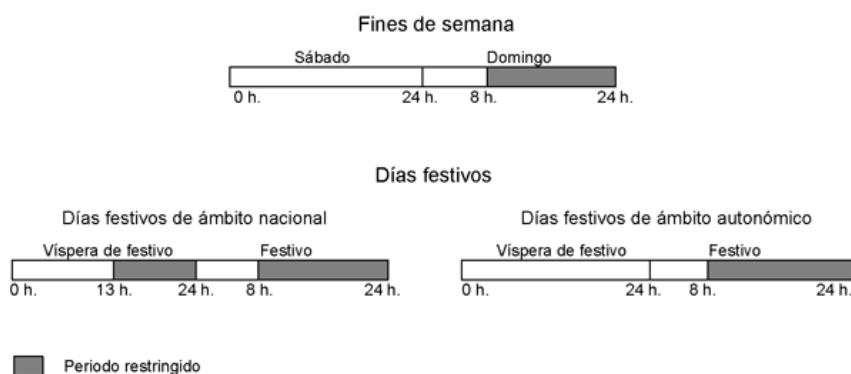 Fines de semana
Sábado Domingo
0 h. 24 h. 8 h. 24 h.
Días festivos
Días festivos de ámbito nacional
Víspera de festivo Festivo
0 h. 13 h. 24 h. 8 h. 24 h.
Días festivos de ámbito autonómico
Víspera de festivo Festivo
0 h. 24 h. 8 h. 24 h.
Periodo restringido